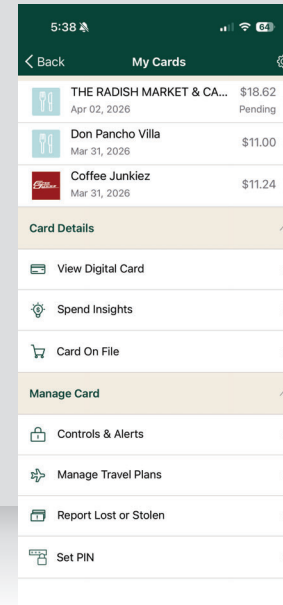 5:38
64
Back
My Cards
THE RADISH MARKET & CA... $18.62
Apr 02, 2026 Pending
Don Pancho Villa $11.00
Mar 31, 2026
Coffee Junkiez $11.24
Mar 31, 2026
Card Details
View Digital Card
Spend Insights
Card On File
Manage Card
Controls & Alerts
Manage Travel Plans
Report Lost or Stolen
Set PIN